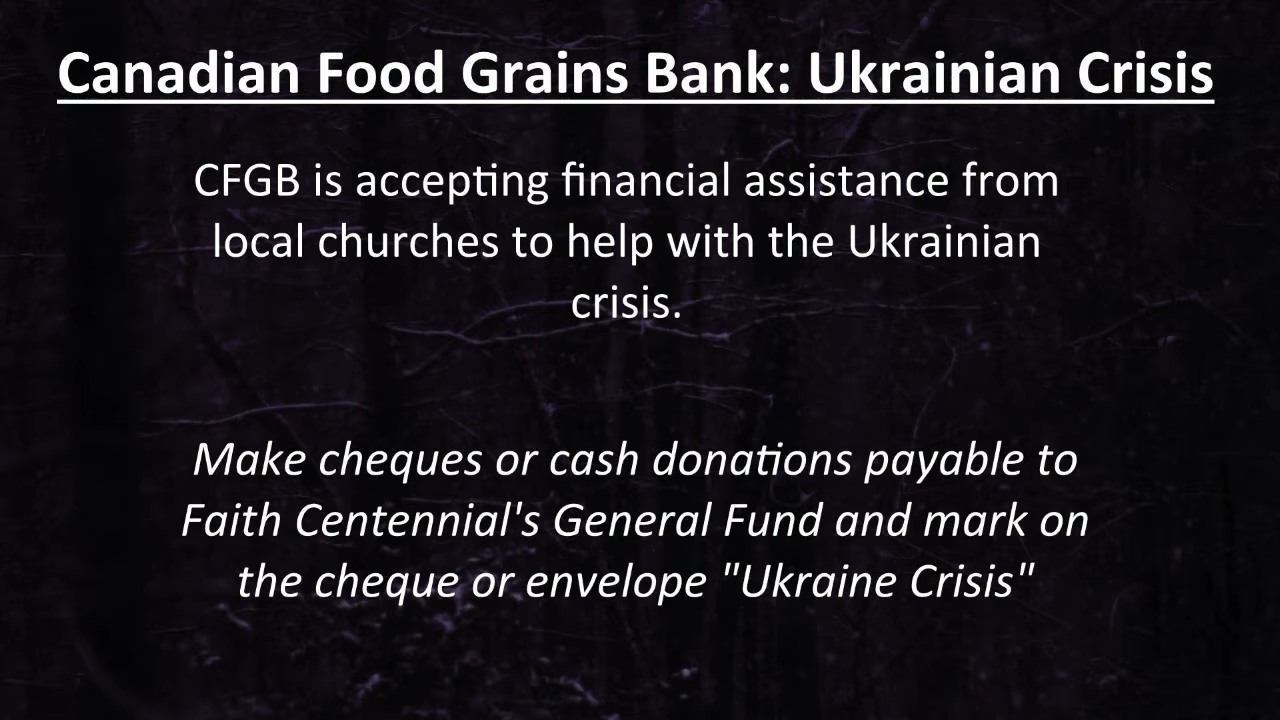 Canadian Food Grains Bank: Ukrainian Crisis
CFGB is accepting financial assistance from
local churches to help with the Ukrainian
crisis.
Make cheques or cash donations payable to
Faith Centennial's General Fund and mark on
the cheque or envelope "Ukraine Crisis"